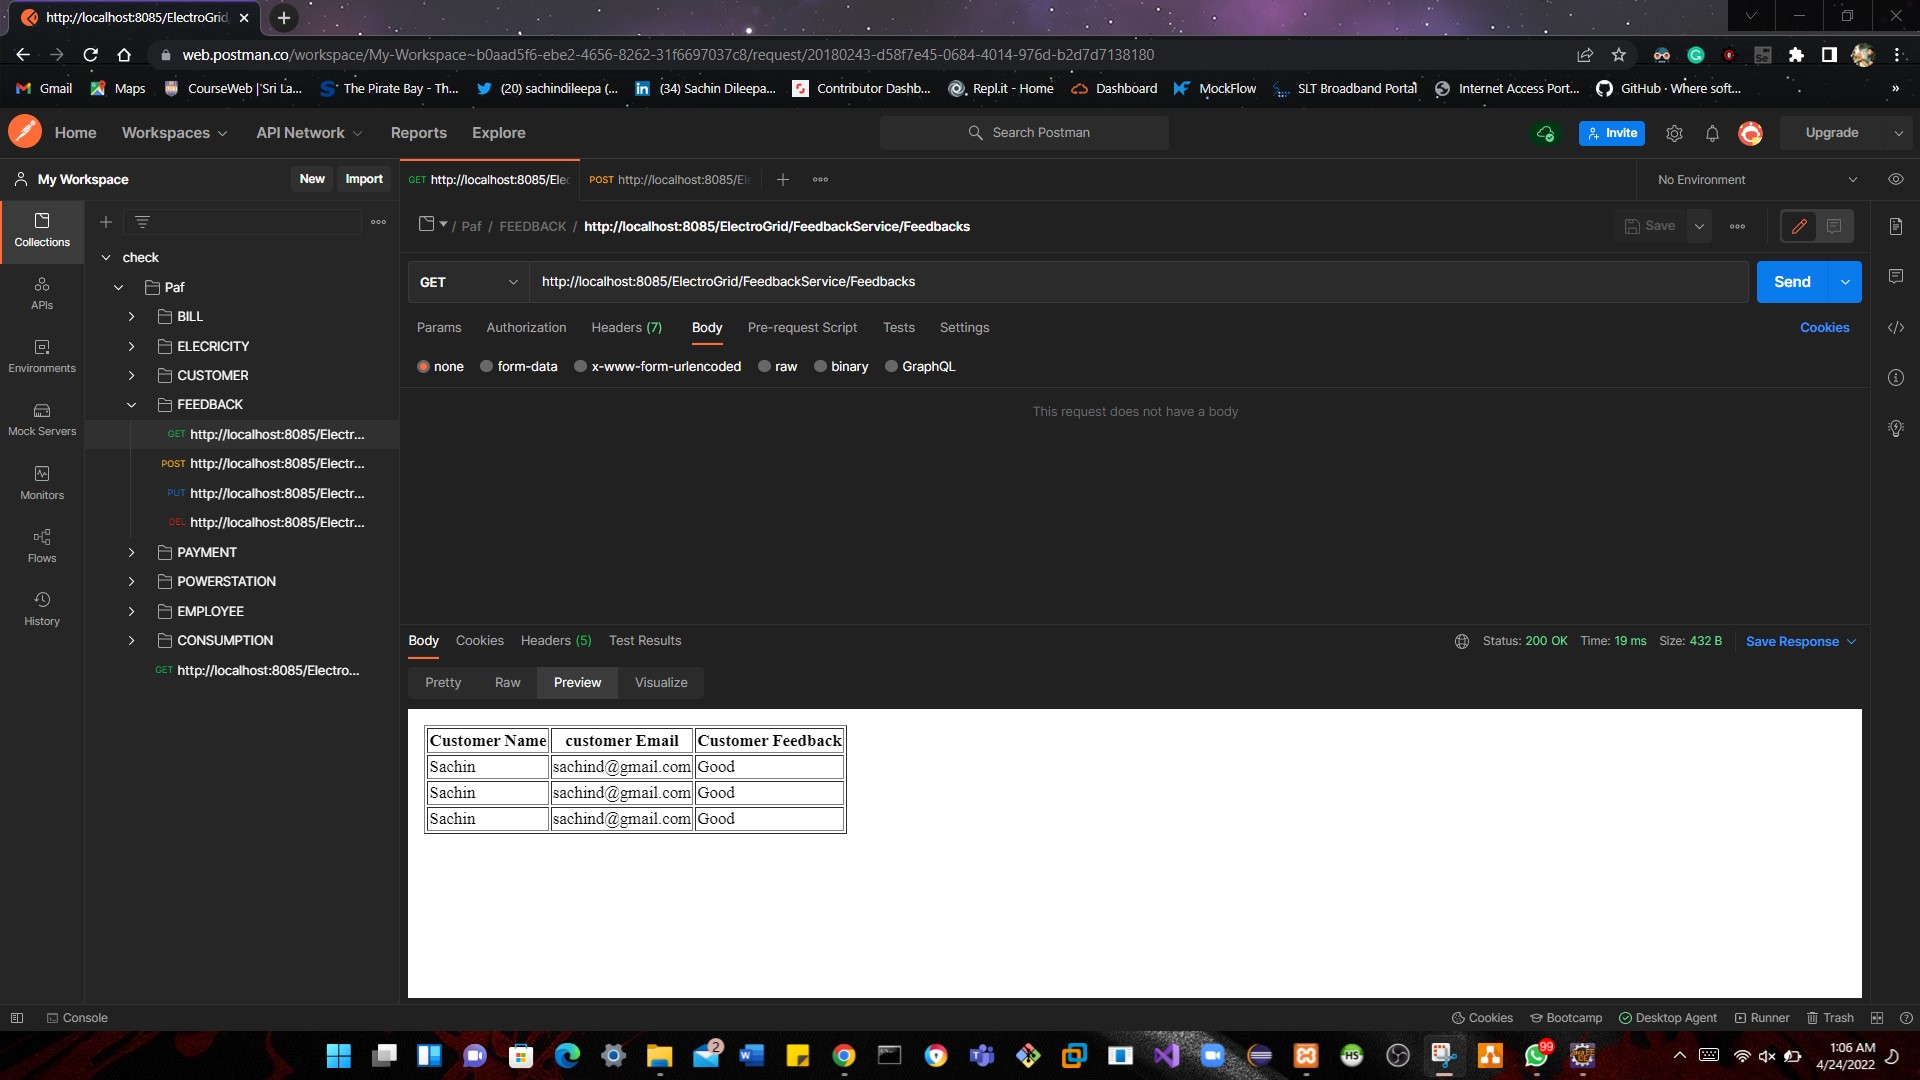 http://localhost:8085/ElectroGrid
web.postman.co/workspace/My-Workspace~b0aad5f6-ebe2-4656-8262-31f6697037c8/request/20180243-d58f7e45-0684-4014-976d-b2d7d7138180
Gmail Maps CourseWeb | Sri La... The Pirate Bay - Th... (20) sachindileepa (... (34) Sachin Dileepa... Contributor Dashb... Repl.it - Home Dashboard MockFlow SLT Broadband Portal Internet Access Port... GitHub · Where soft... »
Home Workspaces API Network Reports Explore Search Postman Invite Upgrade
My Workspace New Import GET http://localhost:8085/Elec POST http://localhost:8085/Ele No Environment
Collections
APIs
Environments
Mock Servers
Monitors
Flows
History
check
Paf
BILL
ELECRICITY
CUSTOMER
FEEDBACK
GET http://localhost:8085/Electr...
POST http://localhost:8085/Electr...
PUT http://localhost:8085/Electr...
DEL http://localhost:8085/Electr...
PAYMENT
POWERSTATION
EMPLOYEE
CONSUMPTION
GET http://localhost:8085/Electro...
/ Paf / FEEDBACK / http://localhost:8085/ElectroGrid/FeedbackService/Feedbacks Save
GET http://localhost:8085/ElectroGrid/FeedbackService/Feedbacks Send
Params Authorization Headers (7) Body Pre-request Script Tests Settings Cookies
none form-data x-www-form-urlencoded raw binary GraphQL
This request does not have a body
Body Cookies Headers (5) Test Results Status: 200 OK Time: 19 ms Size: 432 B Save Response
Pretty Raw Preview Visualize
Customer Name customer Email Customer Feedback
Sachin sachind@gmail.com Good
Sachin sachind@gmail.com Good
Sachin sachind@gmail.com Good
Console Cookies Bootcamp Desktop Agent Runner Trash
2 99 HS
1:06 AM
4/24/2022